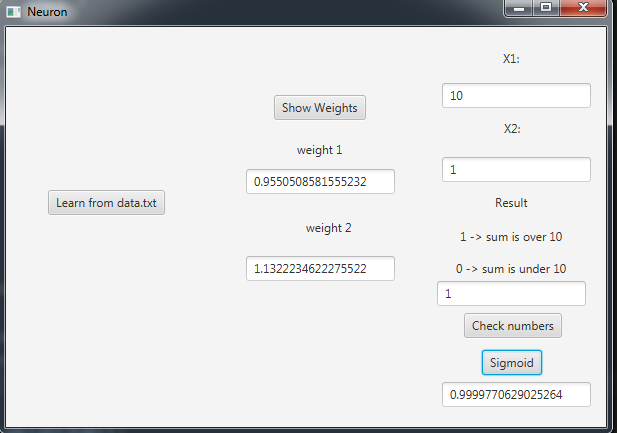 Neuron
Learn from data.txt
Show Weights
weight 1
0.9550508581555232
weight 2
1.1322234622275522
X1:
10
X2:
1
Result
1 -> sum is over 10
0 -> sum is under 10
1
Check numbers
Sigmoid
0.9999770629025264